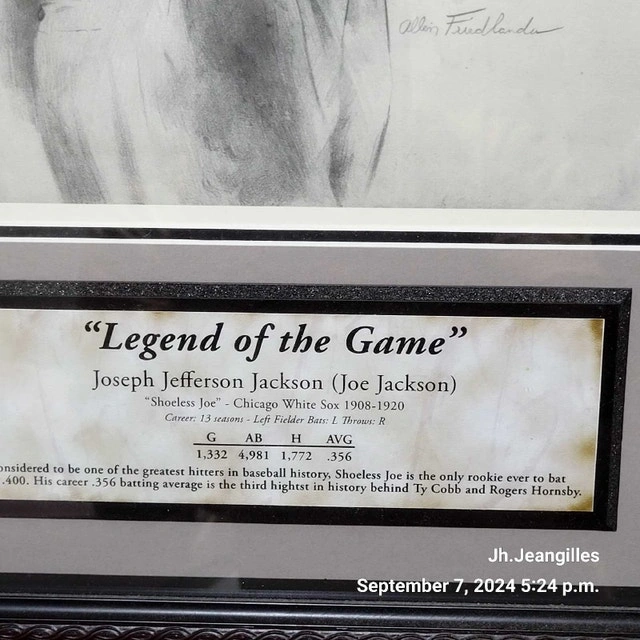 Allen Friedlander
"Legend of the Game"
Joseph Jefferson Jackson (Joe Jackson)
"Shoeless Joe" - Chicago White Sox 1908-1920
Career: 13 seasons - Left Fielder Bats: L Throws: R
G AB H AVG
1,332 4,981 1,772 .356
onsidered to be one of the greatest hitters in baseball history, Shoeless Joe is the only rookie ever to bat
.400. His career .356 batting average is the third hightst in history behind Ty Cobb and Rogers Hornsby.
Jh.Jeangilles
September 7, 2024 5:24 p.m.